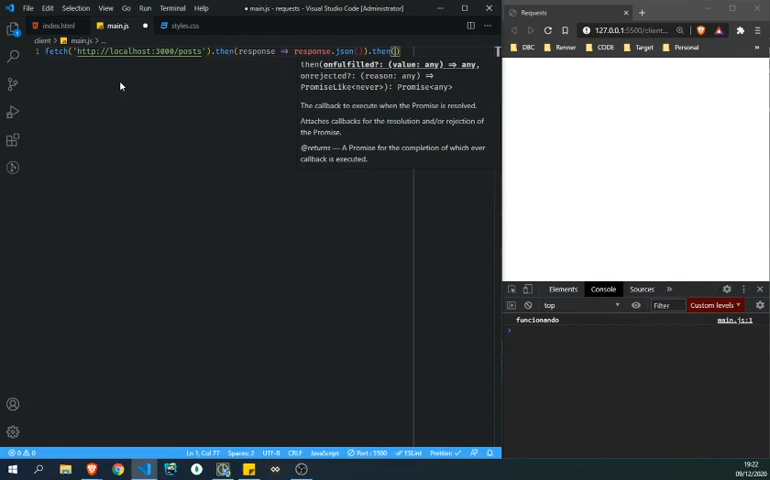 File Edit Selection View Go Run Terminal Help
● main.js - requests - Visual Studio Code [Administrator]
index.html
main.js
styles.css
client > main.js > ...
1 fetch('http://localhost:3000/posts').then(response => response.json().then()
then(onfulfilled?: (value: any) => any,
onrejected?: (reason: any) =>
PromiseLike<never>): Promise<any>
The callback to execute when the Promise is resolved.
Attaches callbacks for the resolution and/or rejection of
the Promise.
@returns — A Promise for the completion of which ever
callback is executed.
Ln 1, Col 77 Spaces: 2 UTF-8 CRLF JavaScript Port : 5500 ESLint Prettier: ✓
0 0
Requests
127.0.0.1:5500/client...
DBC Renner CODE Target Personal
Elements Console Sources »
top
Filter
Custom levels
funcionando
main.js:1
19:22
09/12/2020